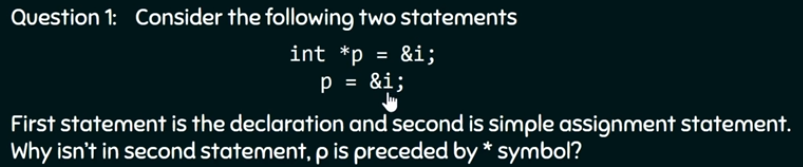 Question 1: Consider the following two statements
int *p = &i;
p = &i;
First statement is the declaration and second is simple assignment statement.
Why isn't in second statement, p is preceded by * symbol?